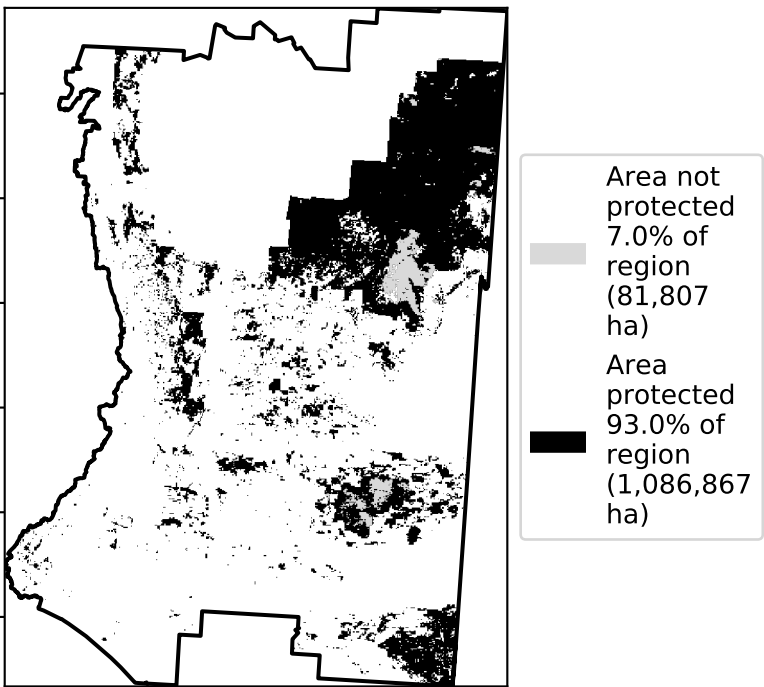 Area not
protected
7.0% of
region
(81,807
ha)
Area
protected
93.0% of
region
(1,086,867
ha)